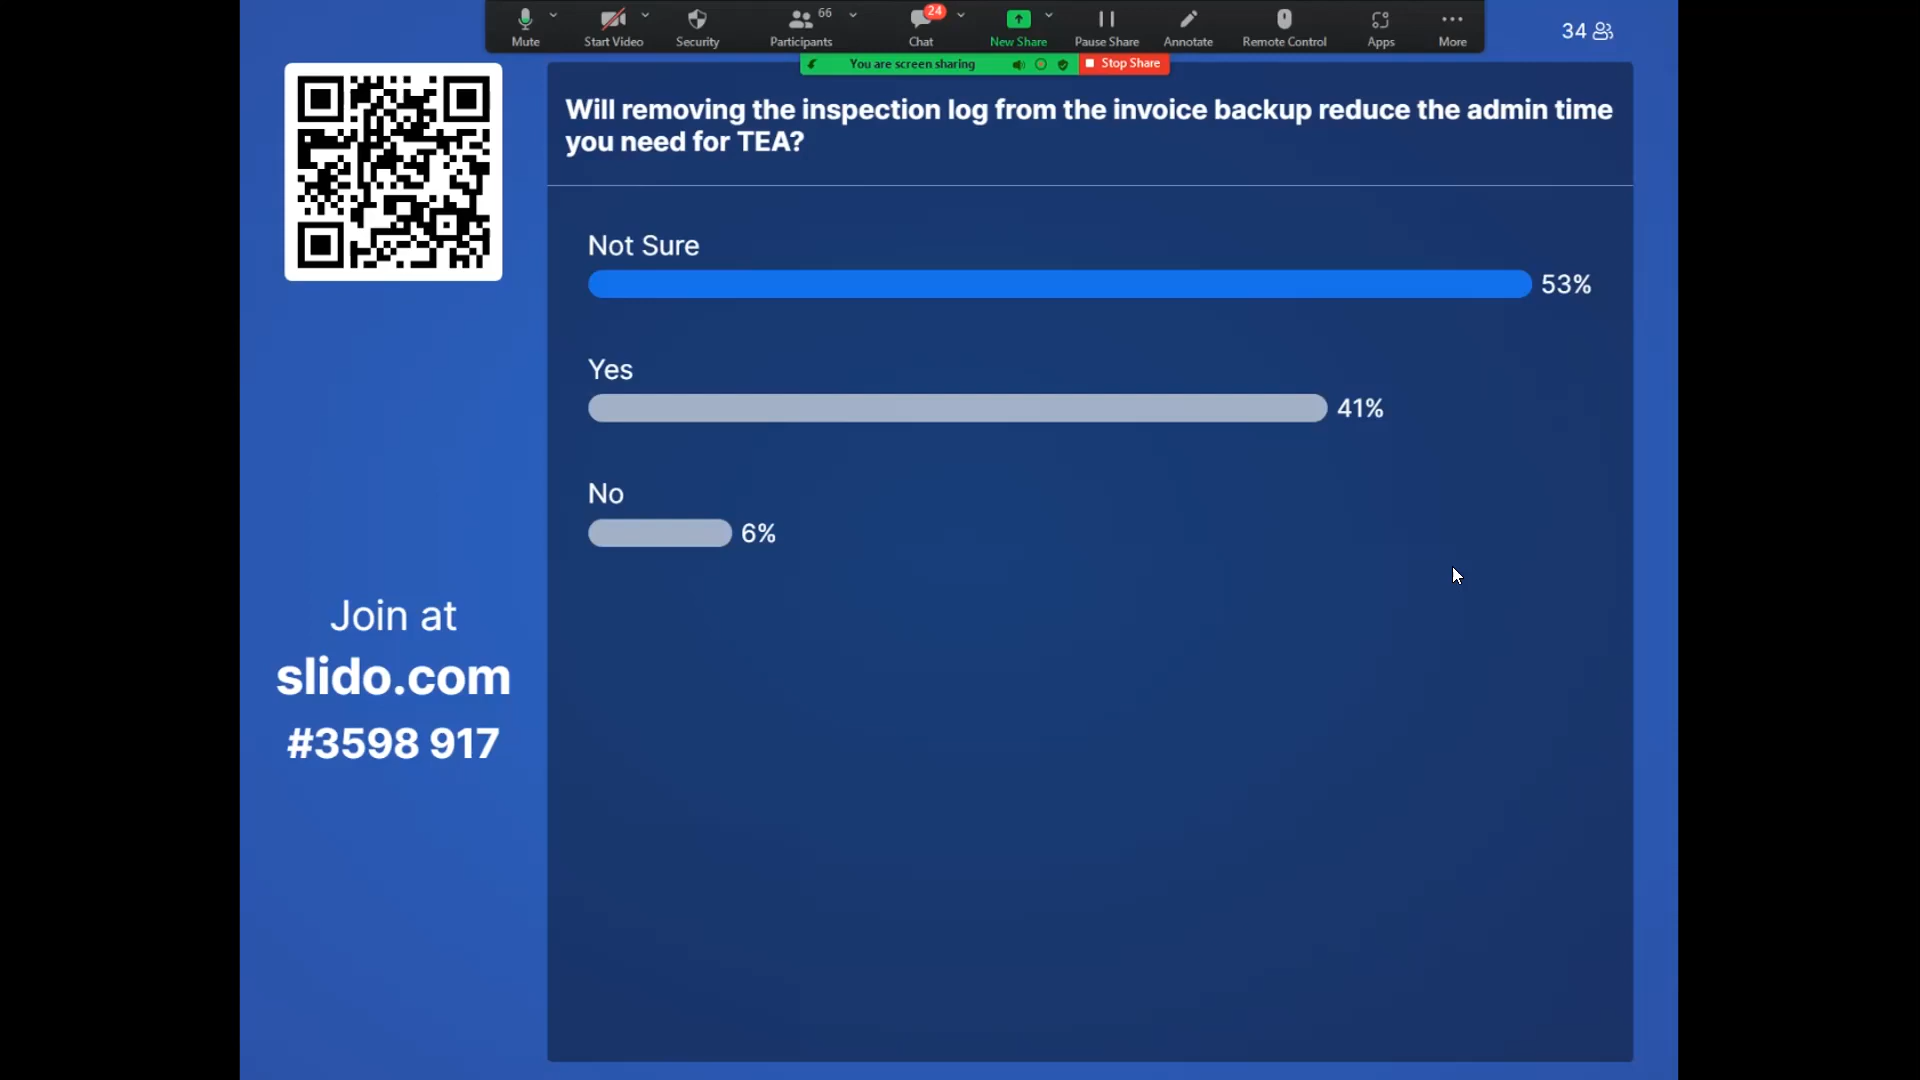 Mute
Start Video
Security
Participants
66
Chat
24
New Share
Pause Share
Annotate
Remote Control
Apps
More
34
You are screen sharing
Stop Share
Will removing the inspection log from the invoice backup reduce the admin time
you need for TEA?
Not Sure
53%
Yes
41%
No
6%
Join at
slido.com
#3598 917